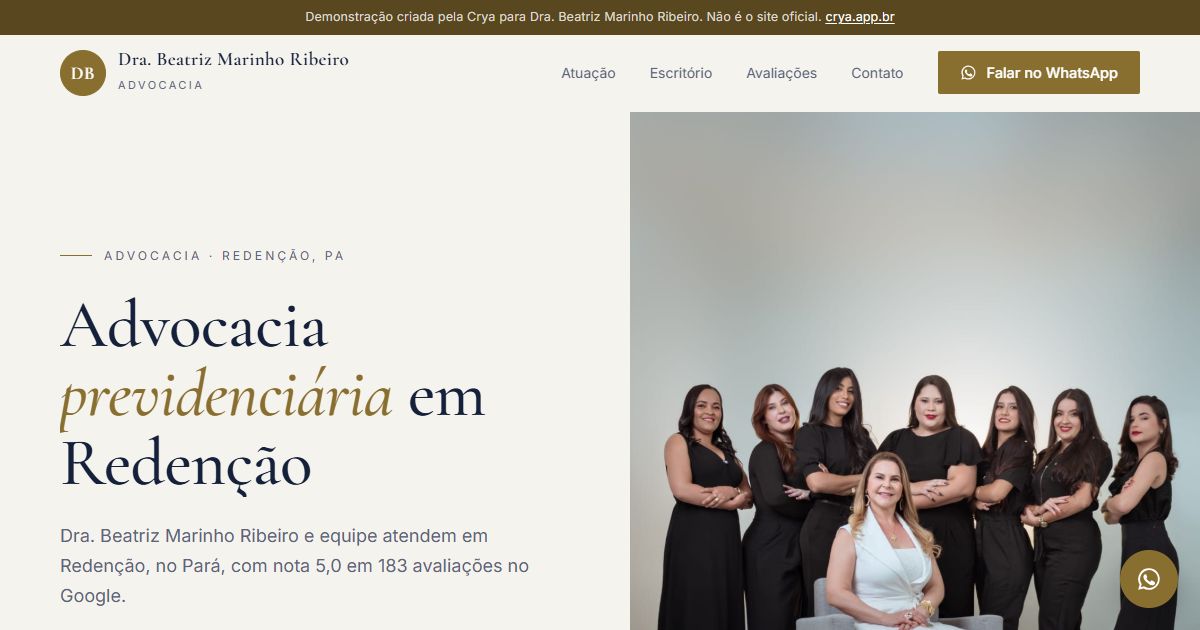 Demonstração criada pela Crya para Dra. Beatriz Marinho Ribeiro. Não é o site oficial. crya.app.br
DB
Dra. Beatriz Marinho Ribeiro
ADVOCACIA
Atuação
Escritório
Avaliações
Contato
Falar no WhatsApp
ADVOCACIA · REDENÇÃO, PA
Advocacia
previdenciária em
Redenção
Dra. Beatriz Marinho Ribeiro e equipe atendem em
Redenção, no Pará, com nota 5,0 em 183 avaliações no
Google.